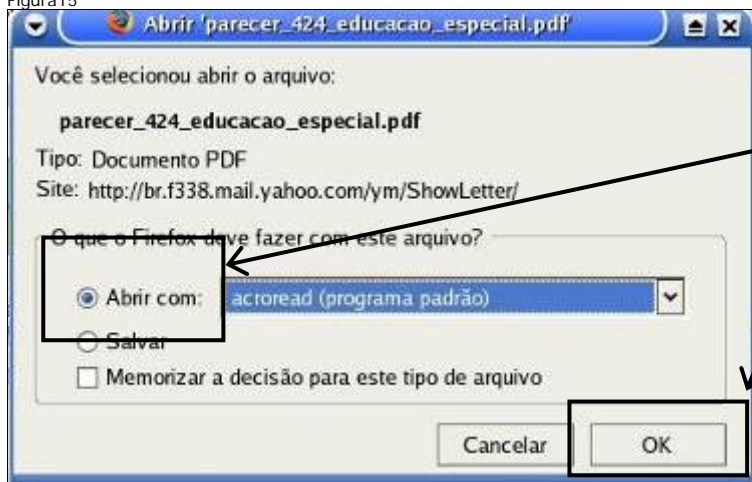 Figura15
Abrir 'parecer_424_educacao_especial.pdf'
Você selecionou abrir o arquivo:
parecer_424_educacao_especial.pdf
Tipo: Documento PDF
Site: http://br.f338.mail.yahoo.com/ym/ShowLetter/
O que o Firefox deve fazer com este arquivo?
Abrir com: acroread (programa padrão)
Salvar
Memorizar a decisão para este tipo de arquivo
Cancelar OK